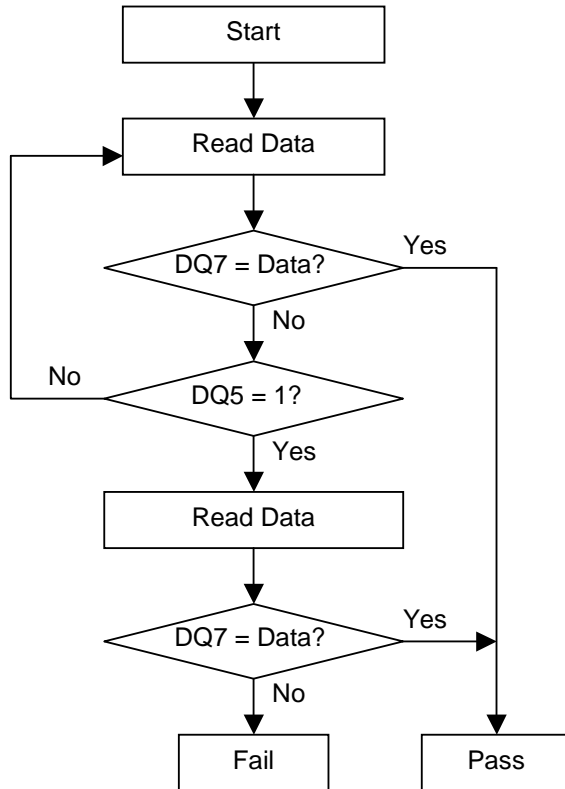 Start
Read Data
DQ7 = Data?
Yes
No
DQ5 = 1?
No
Yes
Read Data
DQ7 = Data?
Yes
No
Fail
Pass